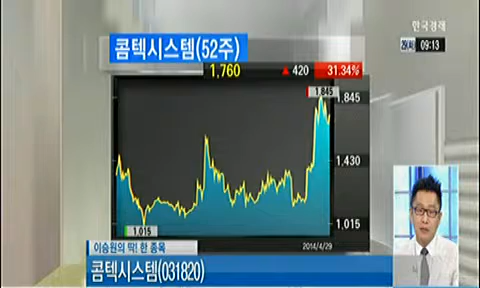 한국경제
29(화) 09:13
콤텍시스템(52주)
1,760 ▲ 420 31.34%
1,845
1,845
1,430
1,015
1,015
2014/4/29
이승원의 딱! 한 종목
콤텍시스템(031820)